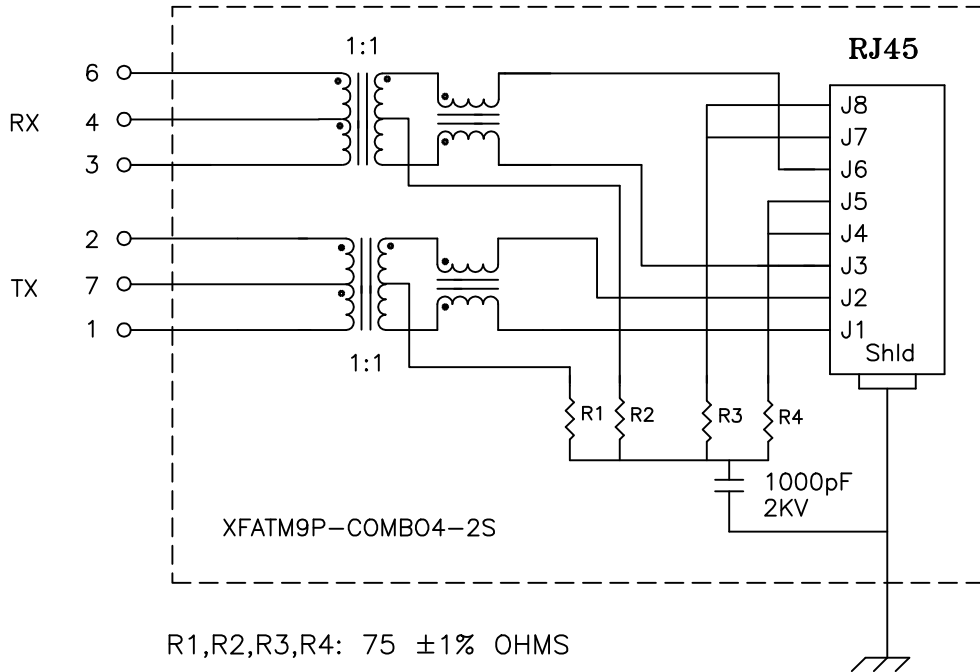 1:1
RJ45
6
J8
RX
4
J7
3
J6
J5
2
J4
TX
7
J3
J2
1
J1
1:1
Shld
R1
R2
R3
R4
1000pF
2KV
XFATM9P-COMBO4-2S
R1,R2,R3,R4: 75 ±1% OHMS